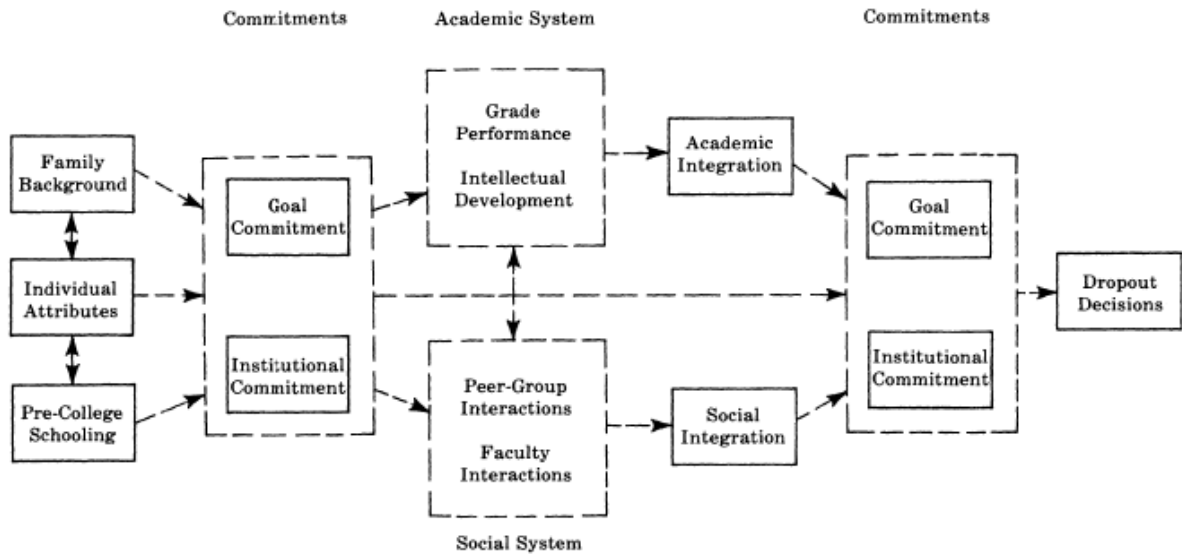 Commitments
Academic System
Commitments
Family
Background
Individual
Attributes
Pre-College
Schooling
Goal
Commitment
Institutional
Commitment
Grade
Performance
Intellectual
Development
Peer-Group
Interactions
Faculty
Interactions
Social System
Academic
Integration
Social
Integration
Goal
Commitment
Institutional
Commitment
Dropout
Decisions